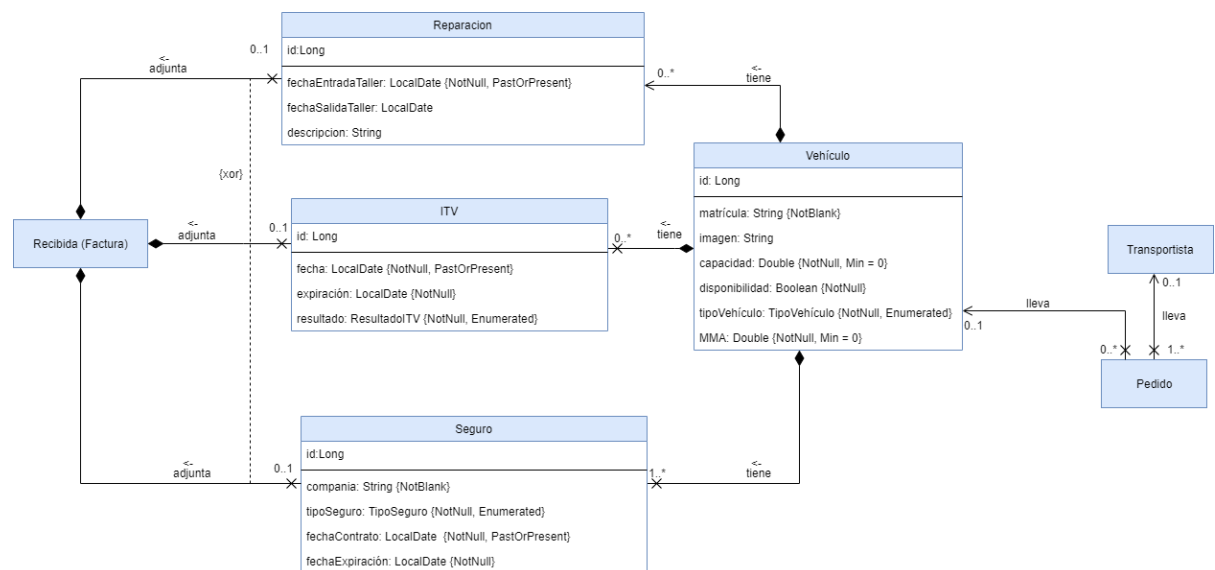 Reparacion
id:Long
fechaEntradaTaller: LocalDate {NotNull, PastOrPresent}
fechaSalidaTaller: LocalDate
descripcion: String
0..1
<-
adjunta
0..*
<-
tiene
{xor}
Vehículo
id: Long
matrícula: String {NotBlank}
imagen: String
capacidad: Double {NotNull, Min = 0}
disponibilidad: Boolean {NotNull}
tipoVehículo: TipoVehículo {NotNull, Enumerated}
MMA: Double {NotNull, Min = 0}
Recibida (Factura)
<-
adjunta
0..1
ITV
id: Long
fecha: LocalDate {NotNull, PastOrPresent}
expiración: LocalDate {NotNull}
resultado: ResultadoITV {NotNull, Enumerated}
0..*
<-
tiene
Transportista
0..1
lleva
lleva
0..1
0..*
1..*
Pedido
Seguro
id:Long
compania: String {NotBlank}
tipoSeguro: TipoSeguro {NotNull, Enumerated}
fechaContrato: LocalDate {NotNull, PastOrPresent}
fechaExpiración: LocalDate {NotNull}
<-
adjunta
0..1
1..*
<-
tiene